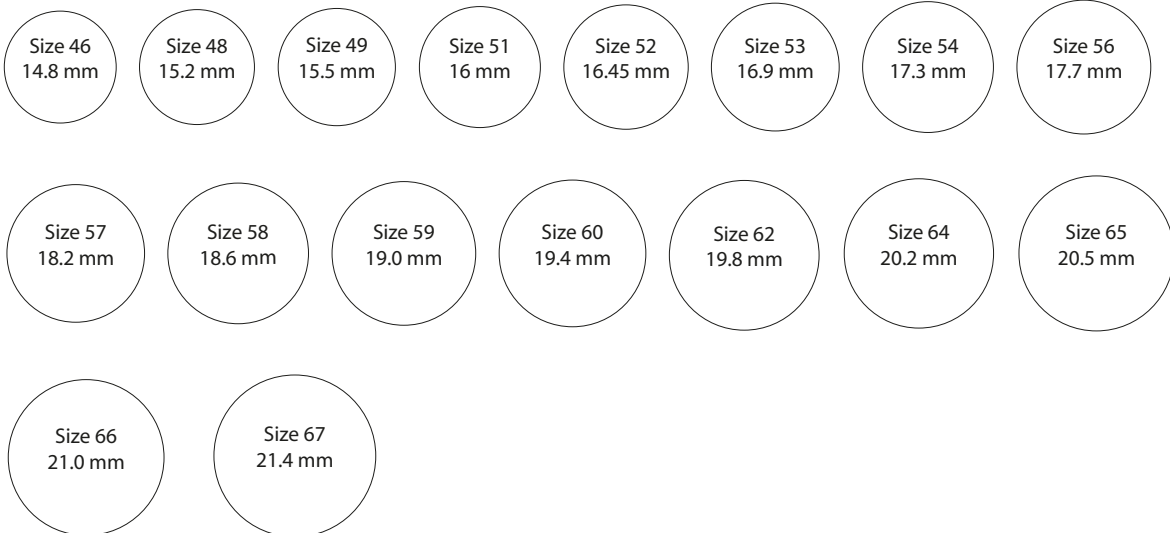 Size 46
14.8 mm
Size 48
15.2 mm
Size 49
15.5 mm
Size 51
16 mm
Size 52
16.45 mm
Size 53
16.9 mm
Size 54
17.3 mm
Size 56
17.7 mm
Size 57
18.2 mm
Size 58
18.6 mm
Size 59
19.0 mm
Size 60
19.4 mm
Size 62
19.8 mm
Size 64
20.2 mm
Size 65
20.5 mm
Size 66
21.0 mm
Size 67
21.4 mm